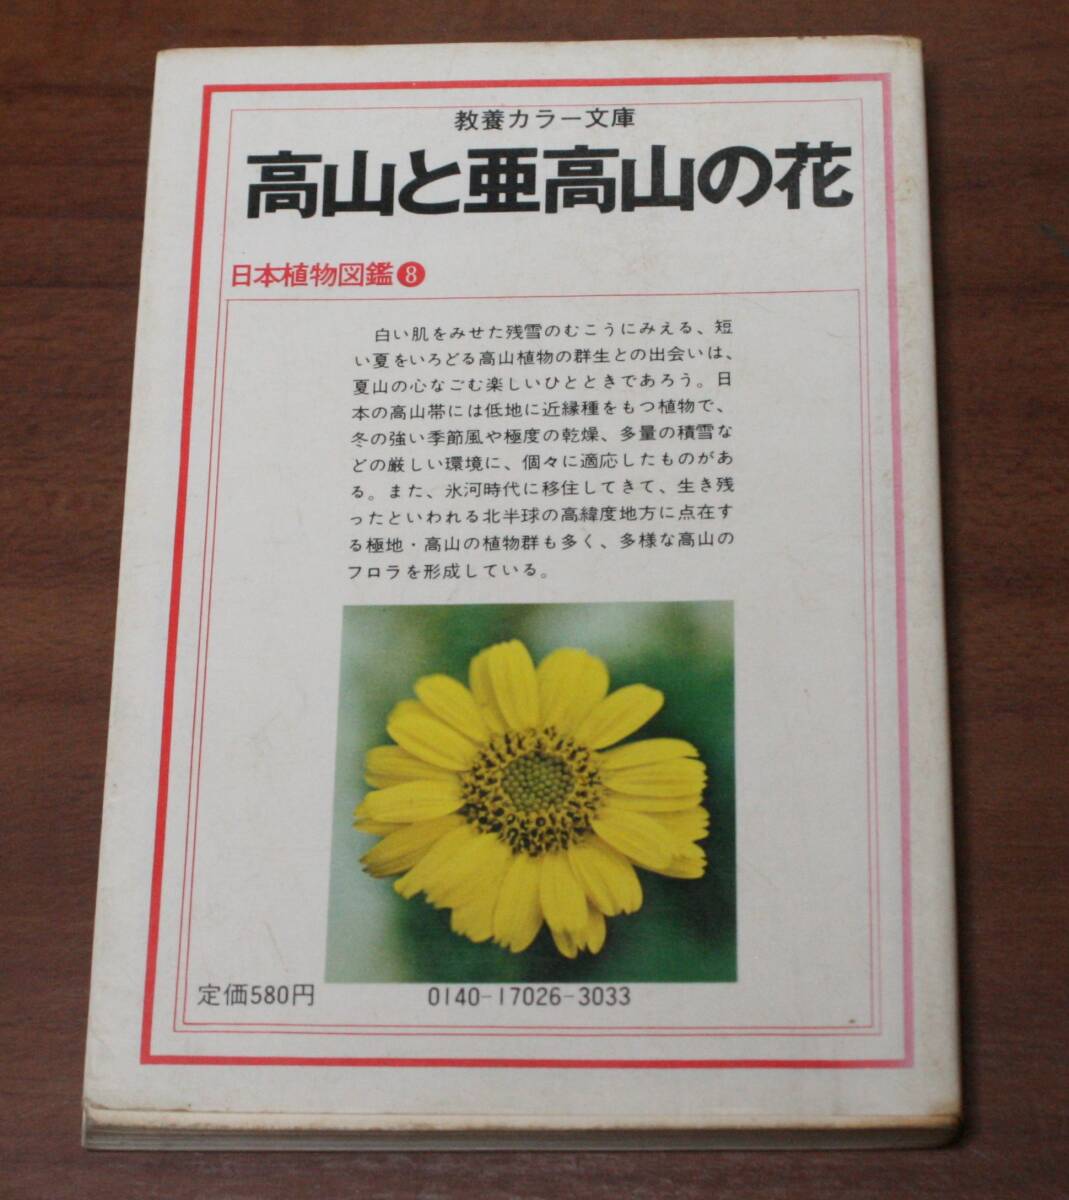 教養カラー文庫
高山と亜高山の花
日本植物図鑑❽
白い肌をみせた残雪のむこうにみえる、短
い夏をいろどる高山植物の群生との出会いは、
夏山の心なごむ楽しいひとときであろう。日
本の高山帯には低地に近縁種をもつ植物で、
冬の強い季節風や極度の乾燥、多量の積雪な
どの厳しい環境に、個々に適応したものがあ
る。また、氷河時代に移住してきて、生き残
ったといわれる北半球の高緯度地方に点在す
る極地・高山の植物群も多く、多様な高山の
フロラを形成している。
定価580円
0140-17026-3033